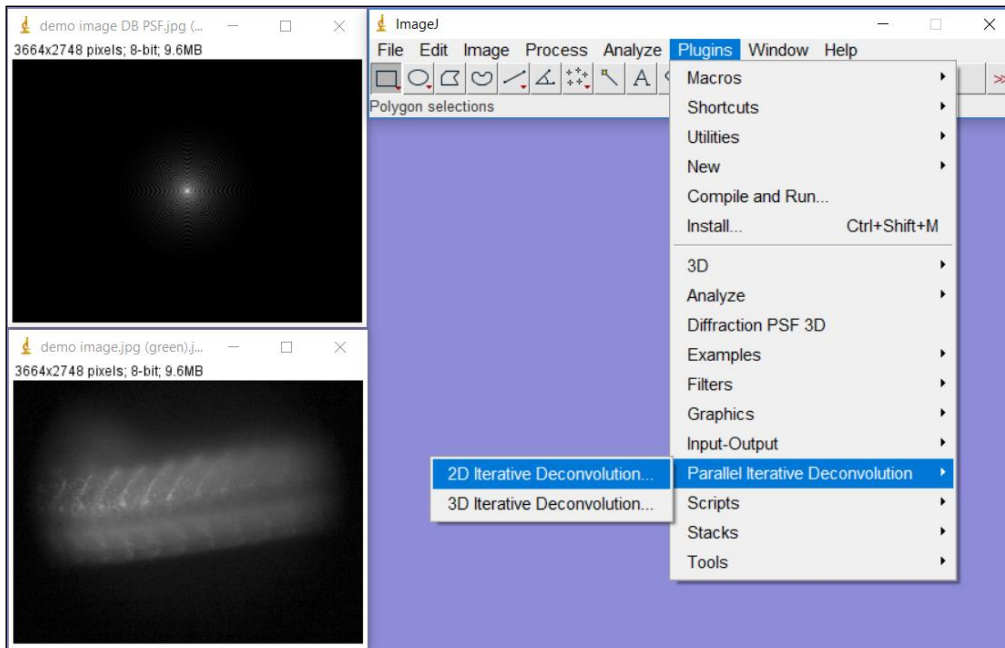 demo image DB PSF.jpg (...
3664x2748 pixels; 8-bit; 9.6MB
demo image.jpg (green).j...
3664x2748 pixels; 8-bit; 9.6MB
ImageJ
File Edit Image Process Analyze Plugins Window Help
A
Polygon selections
Macros
Shortcuts
Utilities
New
Compile and Run...
Install... Ctrl+Shift+M
3D
Analyze
Diffraction PSF 3D
Examples
Filters
Graphics
Input-Output
Parallel Iterative Deconvolution
2D Iterative Deconvolution...
3D Iterative Deconvolution...
Scripts
Stacks
Tools